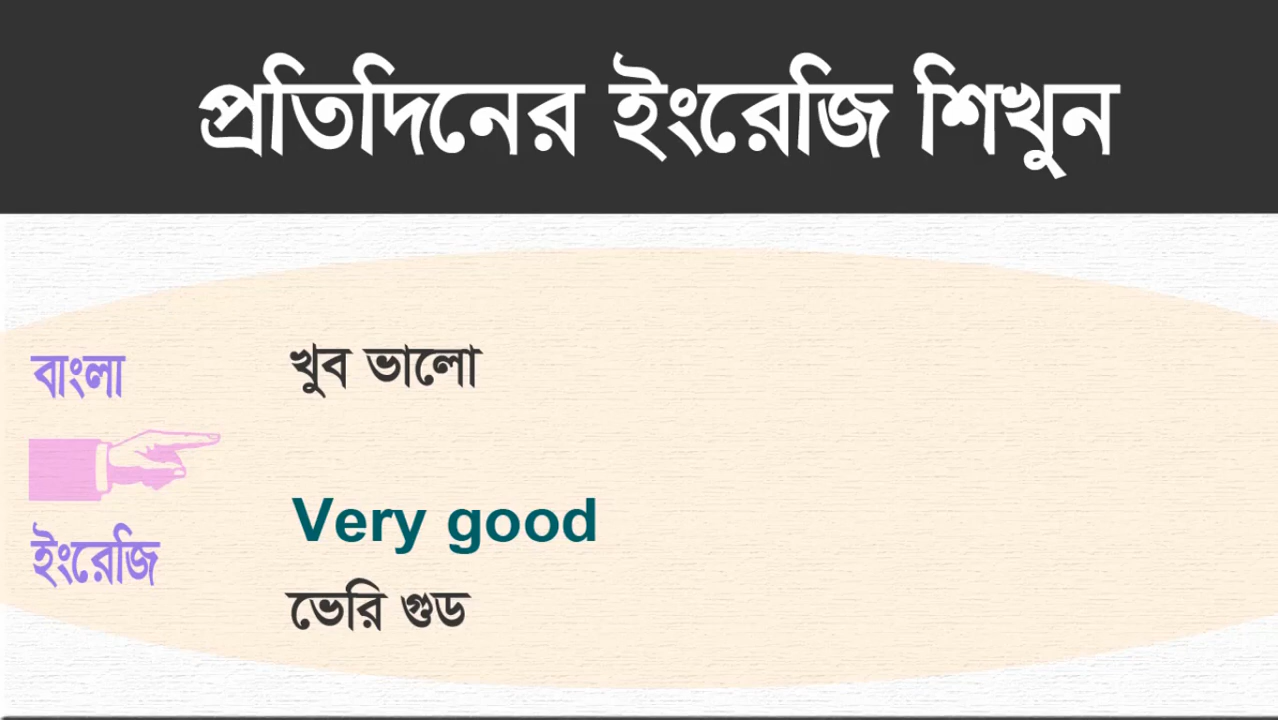 প্রতিদিনের ইংরেজি শিখুন
বাংলা
খুব ভালো
Very good
ইংরেজি
ভেরি গুড